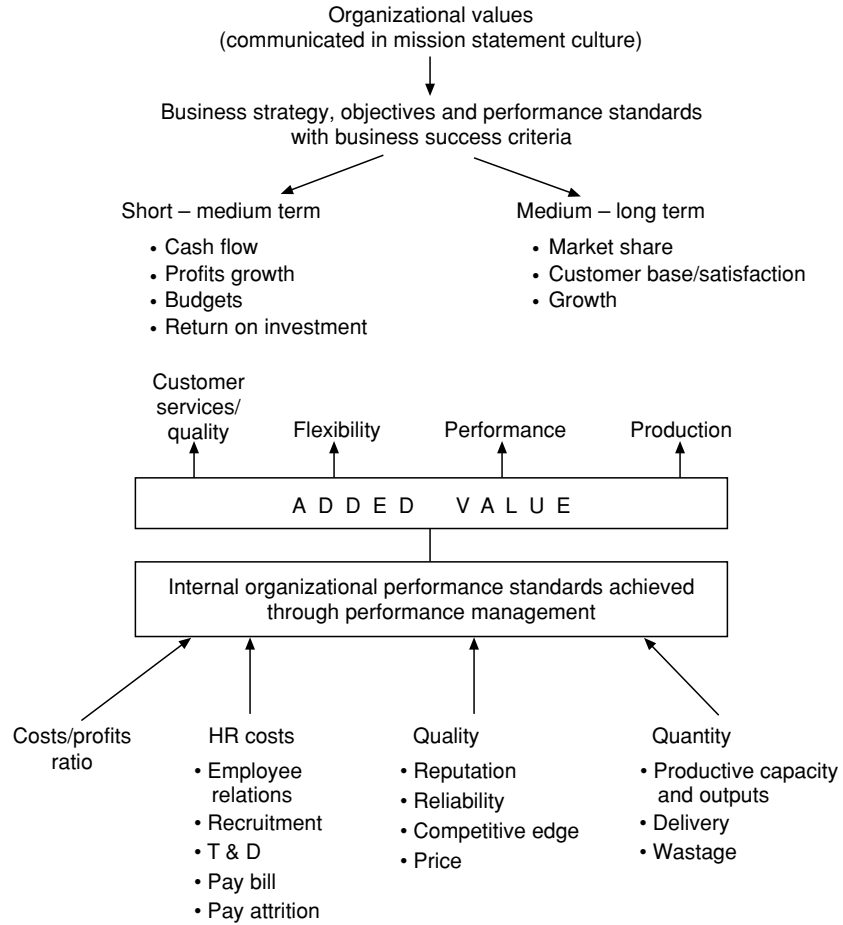 Organizational values
(communicated in mission statement culture)
Business strategy, objectives and performance standards
with business success criteria
Short – medium term
• Cash flow
• Profits growth
• Budgets
• Return on investment
Medium – long term
• Market share
• Customer base/satisfaction
• Growth
Customer
services/
quality
Flexibility
Performance
Production
ADDED VALUE
Internal organizational performance standards achieved
through performance management
Costs/profits
ratio
HR costs
• Employee
relations
• Recruitment
• T & D
• Pay bill
• Pay attrition
Quality
• Reputation
• Reliability
• Competitive edge
• Price
Quantity
• Productive capacity
and outputs
• Delivery
• Wastage